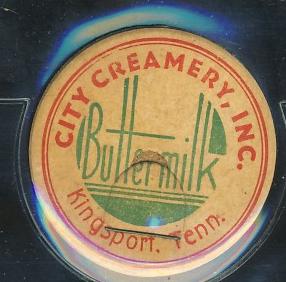 CITY CREAMERY, INC.
Buttermilk
Kingsport, Tenn.